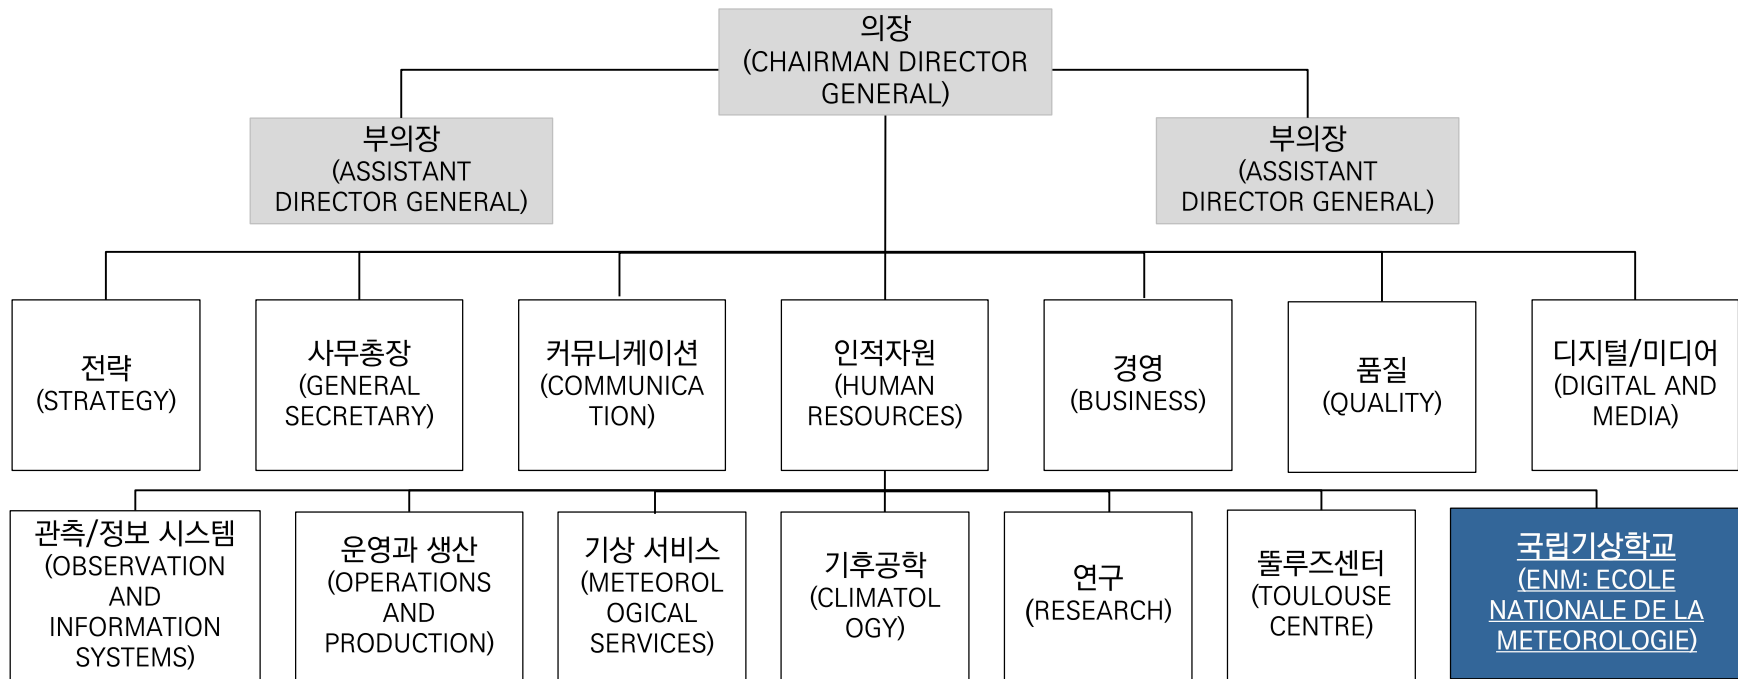 의장
(CHAIRMAN DIRECTOR
GENERAL)
부의장
(ASSISTANT
DIRECTOR GENERAL)
부의장
(ASSISTANT
DIRECTOR GENERAL)
전략
(STRATEGY)
사무총장
(GENERAL
SECRETARY)
커뮤니케이션
(COMMUNICA
TION)
인적자원
(HUMAN
RESOURCES)
경영
(BUSINESS)
품질
(QUALITY)
디지털/미디어
(DIGITAL AND
MEDIA)
관측/정보 시스템
(OBSERVATION
AND
INFORMATION
SYSTEMS)
운영과 생산
(OPERATIONS
AND
PRODUCTION)
기상 서비스
(METEOROL
OGICAL
SERVICES)
기후공학
(CLIMATOL
OGY)
연구
(RESEARCH)
뚤루즈센터
(TOULOUSE
CENTRE)
국립기상학교
(ENM: ECOLE
NATIONALE DE LA
METEOROLOGIE)